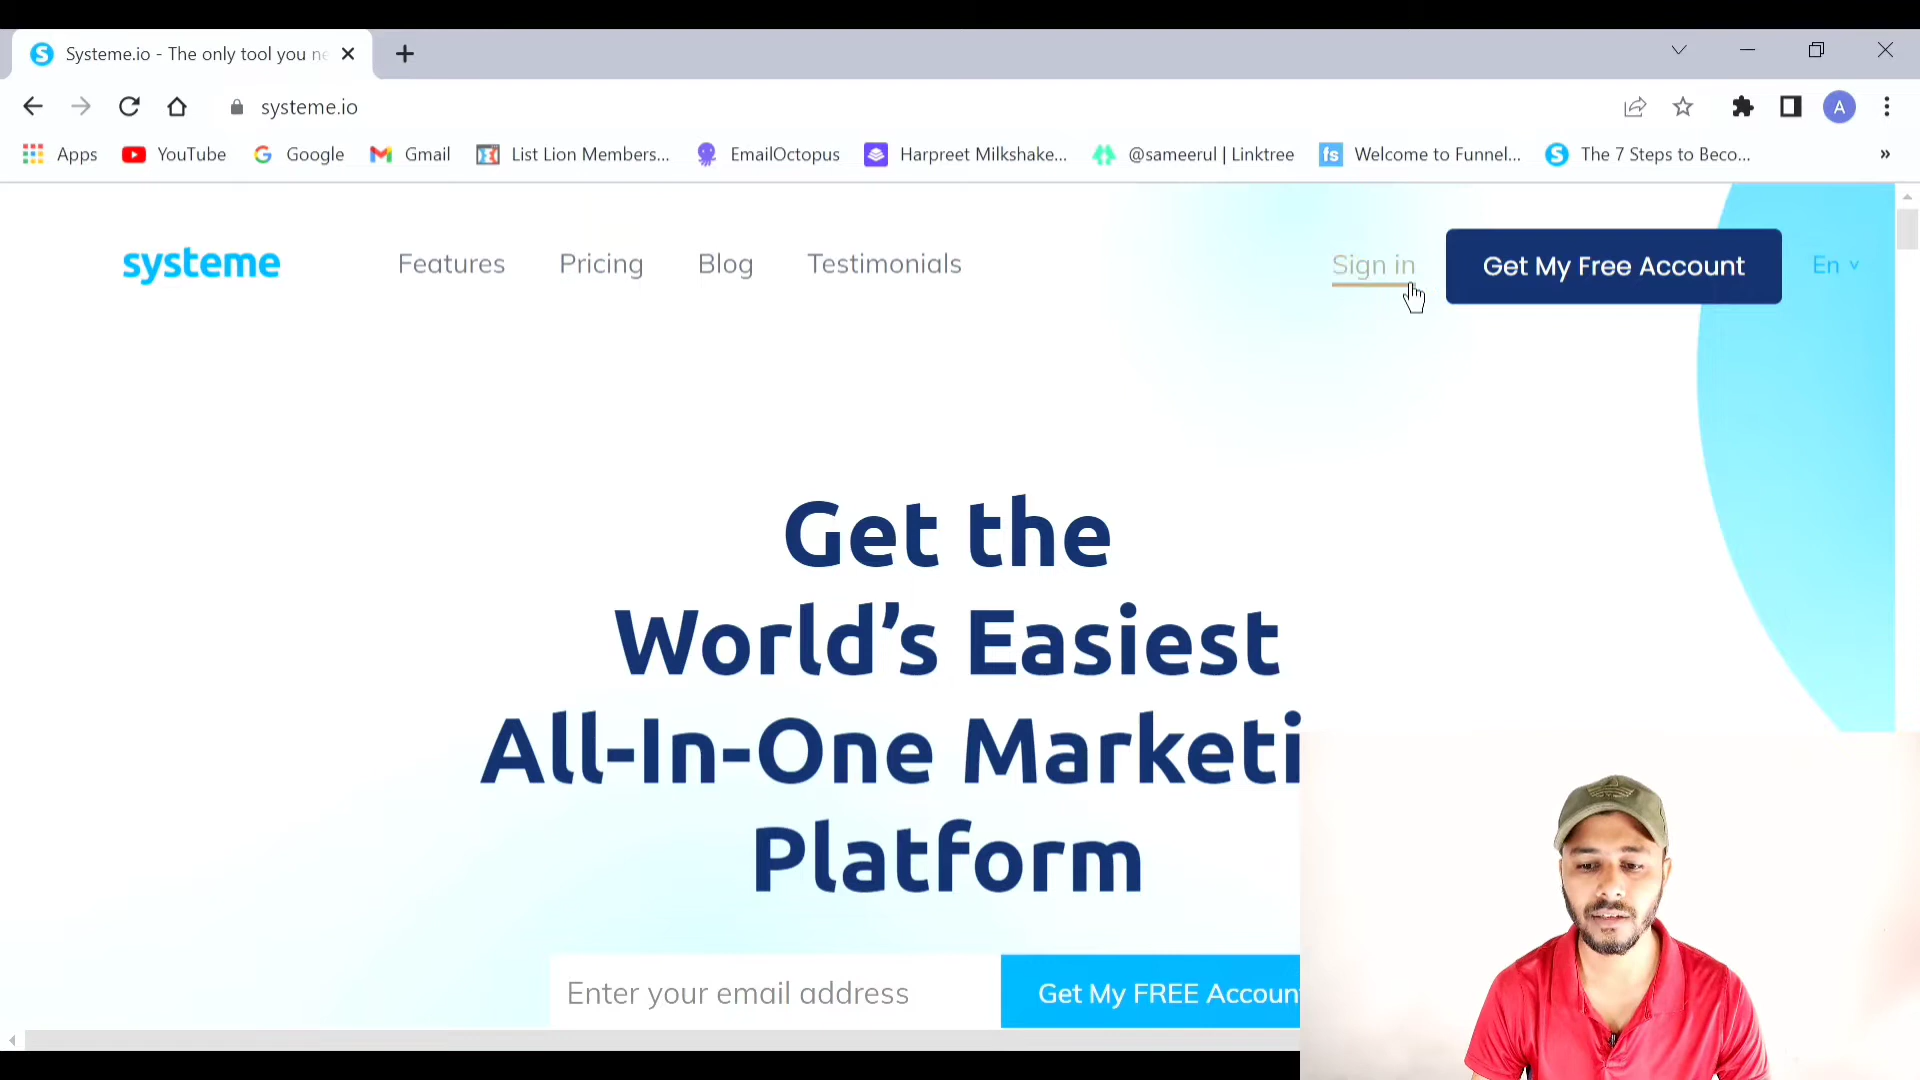 Systeme.io - The only tool you ne
systeme.io
A
Apps
YouTube
Google
Gmail
List Lion Members...
EmailOctopus
Harpreet Milkshake...
@sameerul | Linktree
fs Welcome to Funnel...
The 7 Steps to Beco...
systeme
Features
Pricing
Blog
Testimonials
Sign in
Get My Free Account
En
Get the
World’s Easiest
All-In-One Marketi
Platform
Enter your email address
Get My FREE Accoun